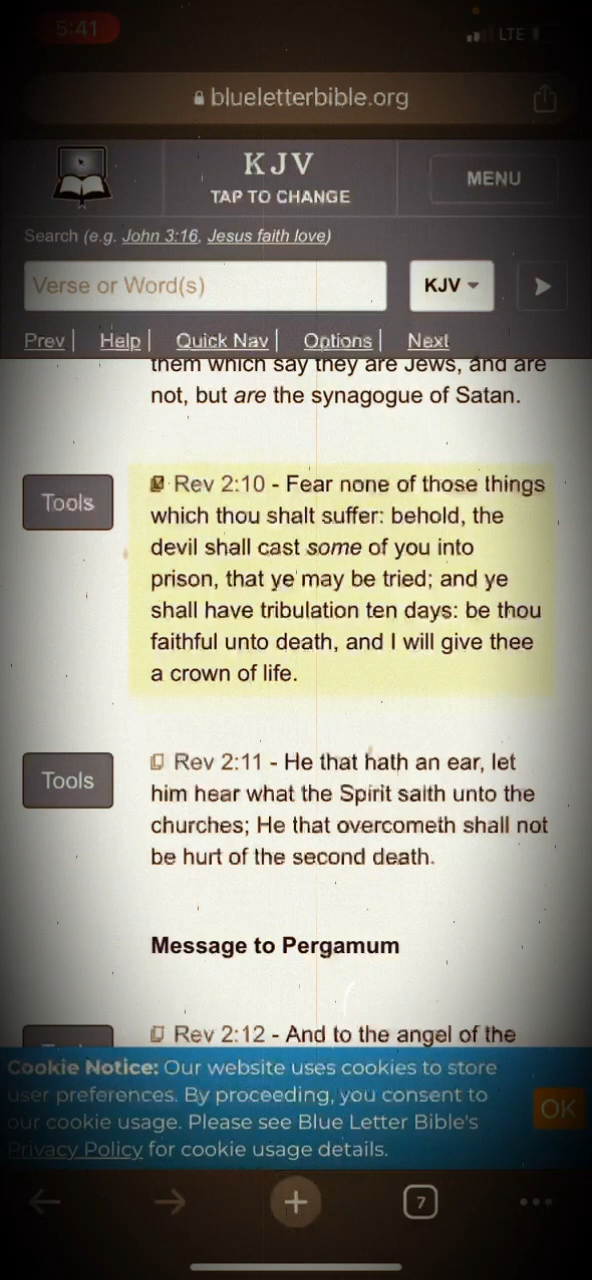 5:41
LTE
blueletterbible.org
KJV
TAP TO CHANGE
MENU
Search (e.g. John 3:16, Jesus faith love)
Verse or Word(s)
KJV
Prev | Help | Quick Nav | Options | Next
them which say they are Jews, and are
not, but are the synagogue of Satan.
Tools
Rev 2:10 - Fear none of those things
which thou shalt suffer: behold, the
devil shall cast some of you into
prison, that ye may be tried; and ye
shall have tribulation ten days: be thou
faithful unto death, and I will give thee
a crown of life.
Tools
Rev 2:11 - He that hath an ear, let
him hear what the Spirit saith unto the
churches; He that overcometh shall not
be hurt of the second death.
Message to Pergamum
Rev 2:12 - And to the angel of the
Cookie Notice: Our website uses cookies to store
user preferences. By proceeding, you consent to
our cookie usage. Please see Blue Letter Bible's
Privacy Policy for cookie usage details.
OK
7